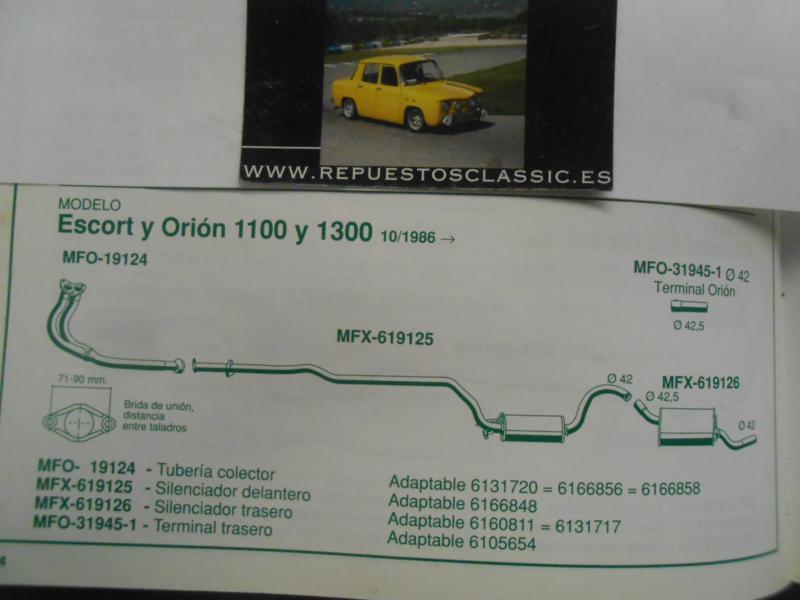 WWW.REPUESTOSCLASSIC.ES
MODELO
Escort y Orión 1100 y 1300 10/1986 →
MFO-19124
MFO-31945-1 Ø 42
Terminal Orión
Ø 42,5
MFX-619125
71-90 mm.
Brida de unión,
distancia
entre taladros
Ø 42
Ø 42,5
MFX-619126
Ø 42
MFO- 19124 - Tubería colector
MFX-619125 - Silenciador delantero
MFX-619126 - Silenciador trasero
MFO-31945-1 - Terminal trasero
Adaptable 6131720 = 6166856 = 6166858
Adaptable 6166848
Adaptable 6160811 = 6131717
Adaptable 6105654
4